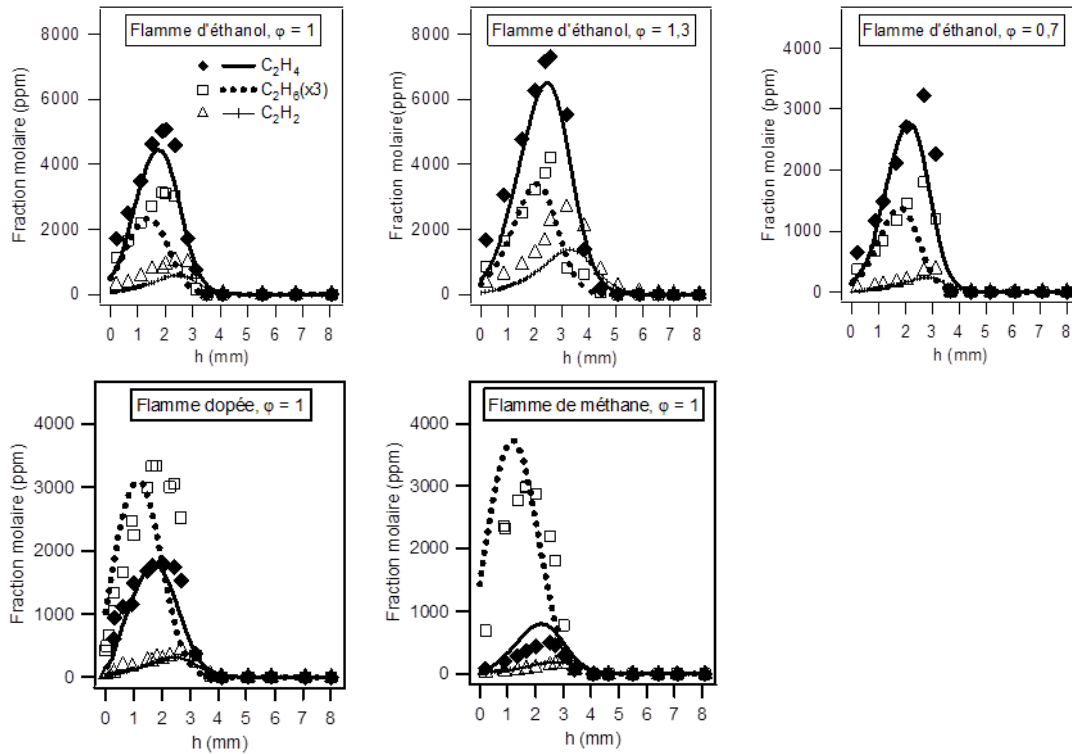 Flamme d'éthanol, φ = 1
8000
6000
4000
2000
0
Fraction molaire (ppm)
C2H4
C2H6(x3)
C2H2
0 1 2 3 4 5 6 7 8
h (mm)
Flamme d'éthanol, φ = 1,3
8000
6000
4000
2000
0
Fraction molaire(ppm)
0 1 2 3 4 5 6 7 8
h (mm)
Flamme d'éthanol, φ = 0,7
4000
3000
2000
1000
0
Fraction molaire (ppm)
0 1 2 3 4 5 6 7 8
h (mm)
Flamme dopée, φ = 1
4000
3000
2000
1000
0
Fraction molaire (ppm)
0 1 2 3 4 5 6 7 8
h (mm)
Flamme de méthane, φ = 1
4000
3000
2000
1000
0
Fraction molaire (ppm)
0 1 2 3 4 5 6 7 8
h (mm)